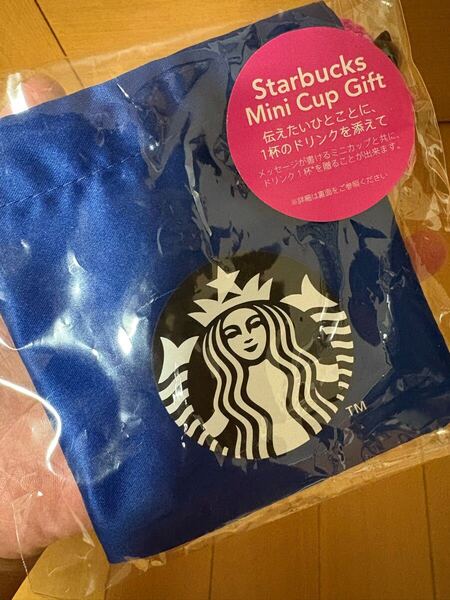 Starbucks
Mini Cup Gift
伝えたいひとことに、
1杯のドリンクを添えて
メッセージが書けるミニカップと共に、
ドリンク1杯*を贈ることが出来ます。
※詳細は裏面をご参照ください
TM